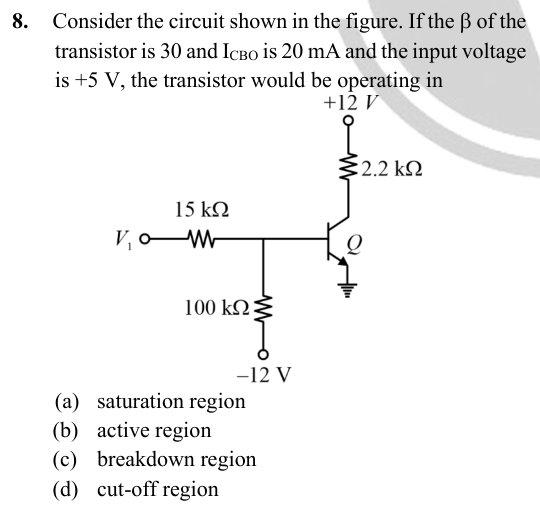 8. Consider the circuit shown in the figure. If the β of the
transistor is 30 and I_CBO is 20 mA and the input voltage
is +5 V, the transistor would be operating in
+12 V
2.2 kΩ
15 kΩ
V₁
Q
100 kΩ
–12 V
(a) saturation region
(b) active region
(c) breakdown region
(d) cut-off region